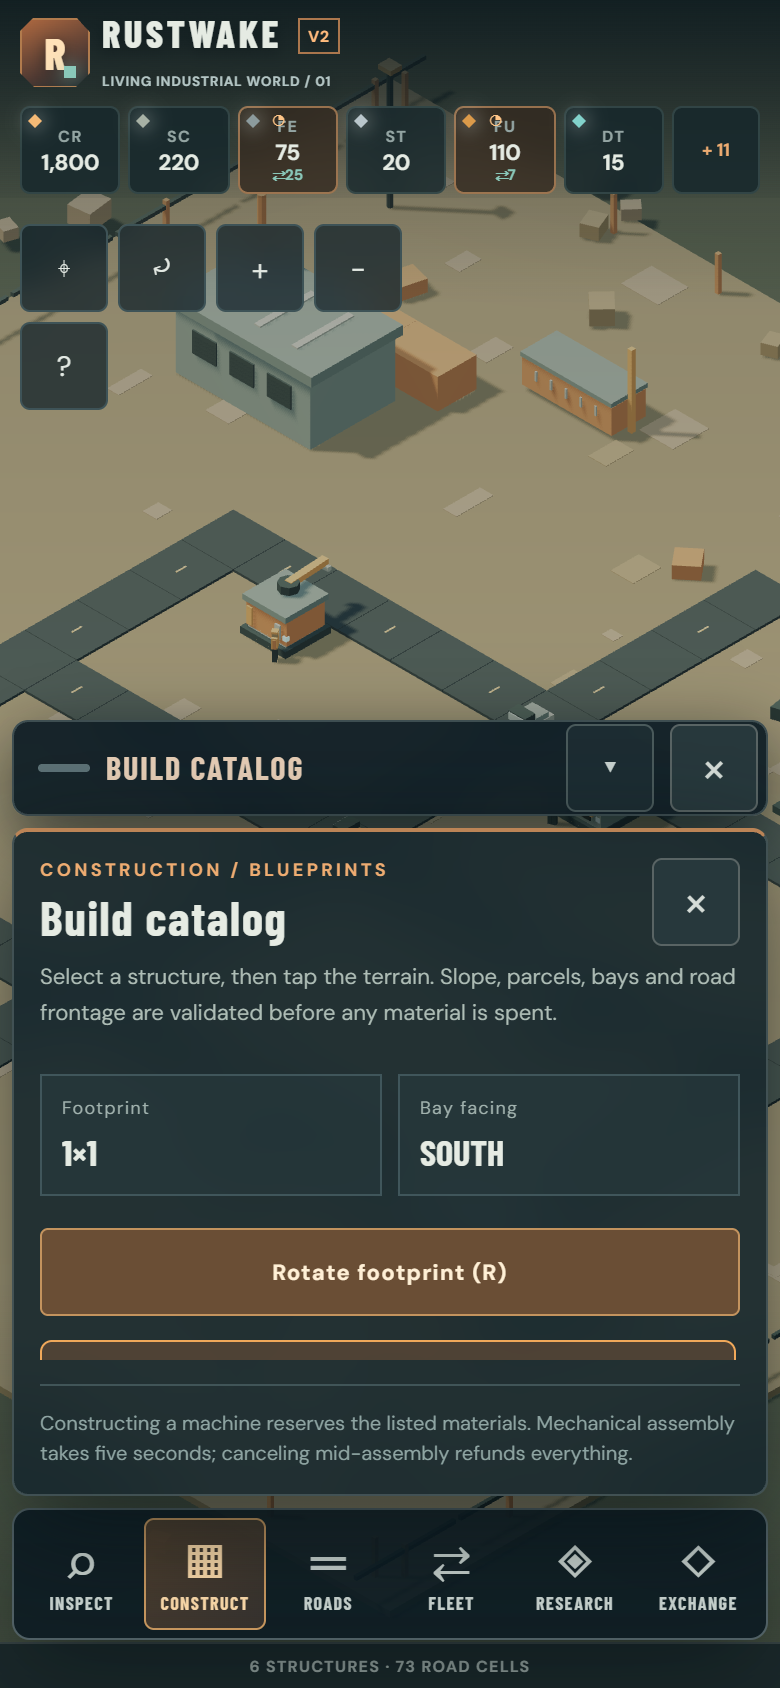 R
RUSTWAKE V2
LIVING INDUSTRIAL WORLD / 01
CR
1,800
SC
220
FE
75
⇄25
ST
20
FU
110
⇄7
DT
15
+ 11
+
-
?
BUILD CATALOG
CONSTRUCTION / BLUEPRINTS
Build catalog
Select a structure, then tap the terrain. Slope, parcels, bays and road
frontage are validated before any material is spent.
Footprint
1×1
Bay facing
SOUTH
Rotate footprint (R)
Constructing a machine reserves the listed materials. Mechanical assembly
takes five seconds; canceling mid-assembly refunds everything.
INSPECT
CONSTRUCT
ROADS
FLEET
RESEARCH
EXCHANGE
6 STRUCTURES · 73 ROAD CELLS